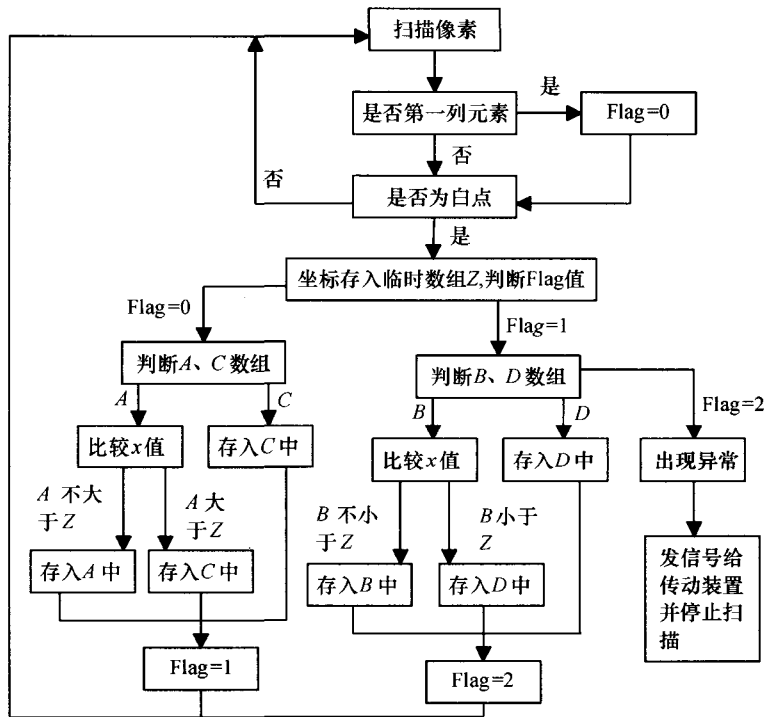 扫描像素
是否第一列元素
是
Flag=0
否
否
是否为白点
是
坐标存入临时数组Z,判断Flag值
Flag=0
Flag=1
判断A、C数组
判断B、D数组
Flag=2
A
C
B
D
比较x值
存入C中
比较x值
存入D中
出现异常
A 不大
于Z
A 大
于Z
B 不小
于Z
B小于
Z
存入A中
存入C中
存入B中
存入D中
发信号给
传动装置
并停止扫
描
Flag=1
Flag=2